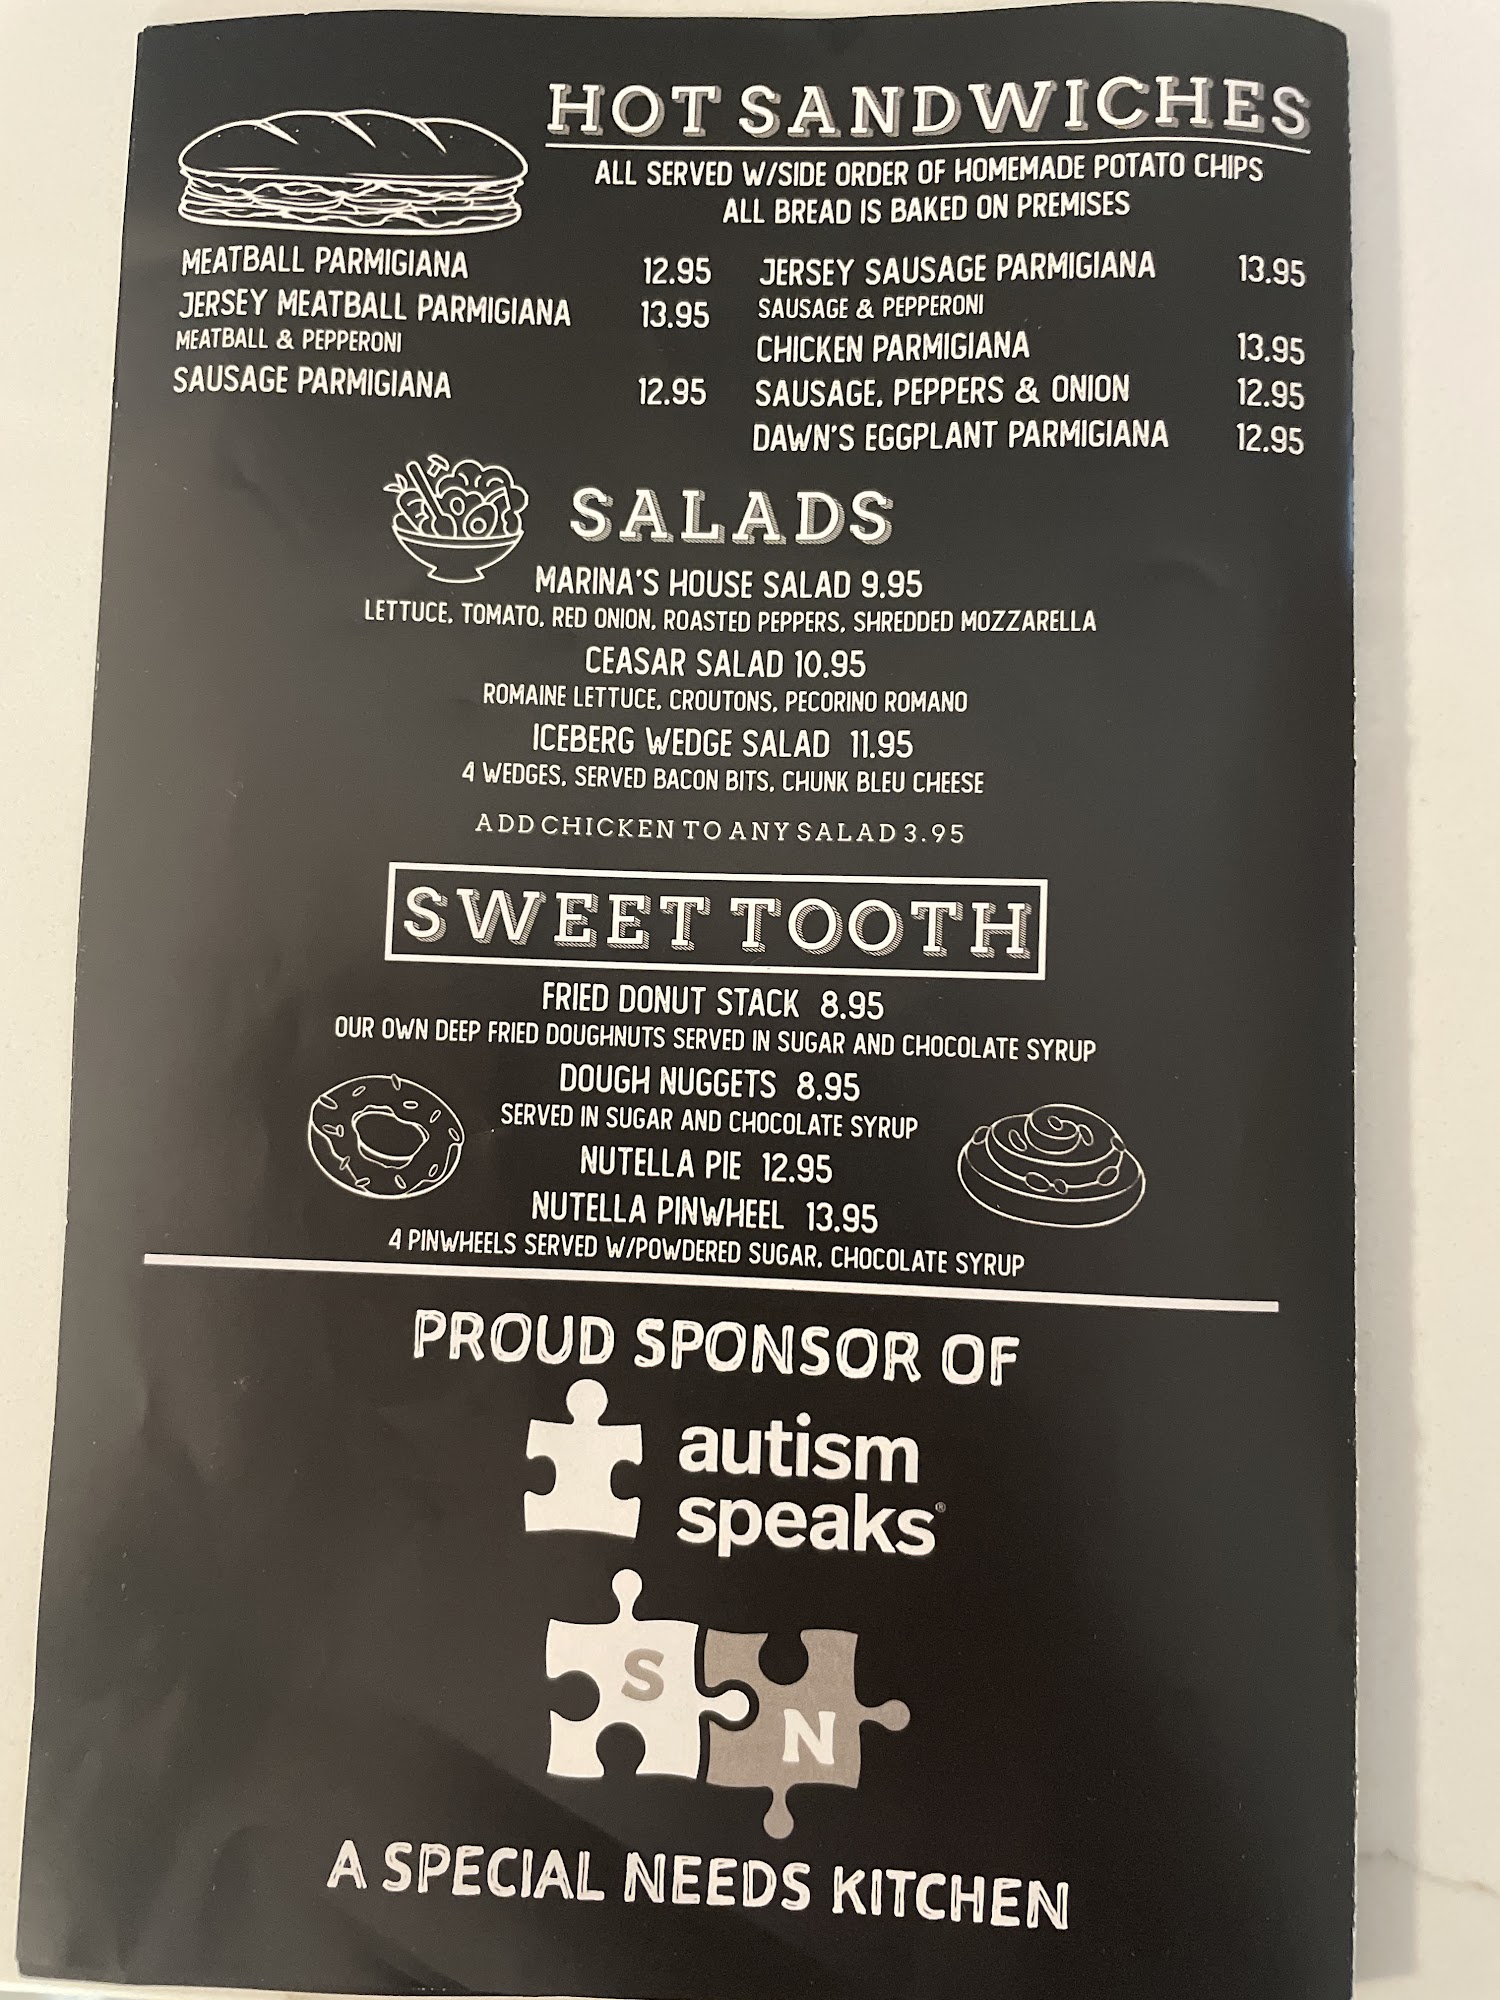 HOT SANDWICHES
ALL SERVED W/SIDE ORDER OF HOMEMADE POTATO CHIPS
ALL BREAD IS BAKED ON PREMISES
MEATBALL PARMIGIANA 12.95
JERSEY MEATBALL PARMIGIANA 13.95
MEATBALL & PEPPERONI
SAUSAGE PARMIGIANA 12.95
JERSEY SAUSAGE PARMIGIANA 13.95
SAUSAGE & PEPPERONI
CHICKEN PARMIGIANA 13.95
SAUSAGE, PEPPERS & ONION 12.95
DAWN'S EGGPLANT PARMIGIANA 12.95
SALADS
MARINA'S HOUSE SALAD 9.95
LETTUCE, TOMATO, RED ONION, ROASTED PEPPERS, SHREDDED MOZZARELLA
CEASAR SALAD 10.95
ROMAINE LETTUCE, CROUTONS, PECORINO ROMANO
ICEBERG WEDGE SALAD 11.95
4 WEDGES, SERVED BACON BITS, CHUNK BLEU CHEESE
ADD CHICKEN TO ANY SALAD 3.95
SWEET TOOTH
FRIED DONUT STACK 8.95
OUR OWN DEEP FRIED DOUGHNUTS SERVED IN SUGAR AND CHOCOLATE SYRUP
DOUGH NUGGETS 8.95
SERVED IN SUGAR AND CHOCOLATE SYRUP
NUTELLA PIE 12.95
NUTELLA PINWHEEL 13.95
4 PINWHEELS SERVED W/POWDERED SUGAR, CHOCOLATE SYRUP
PROUD SPONSOR OF
autism
speaks®
S N
A SPECIAL NEEDS KITCHEN